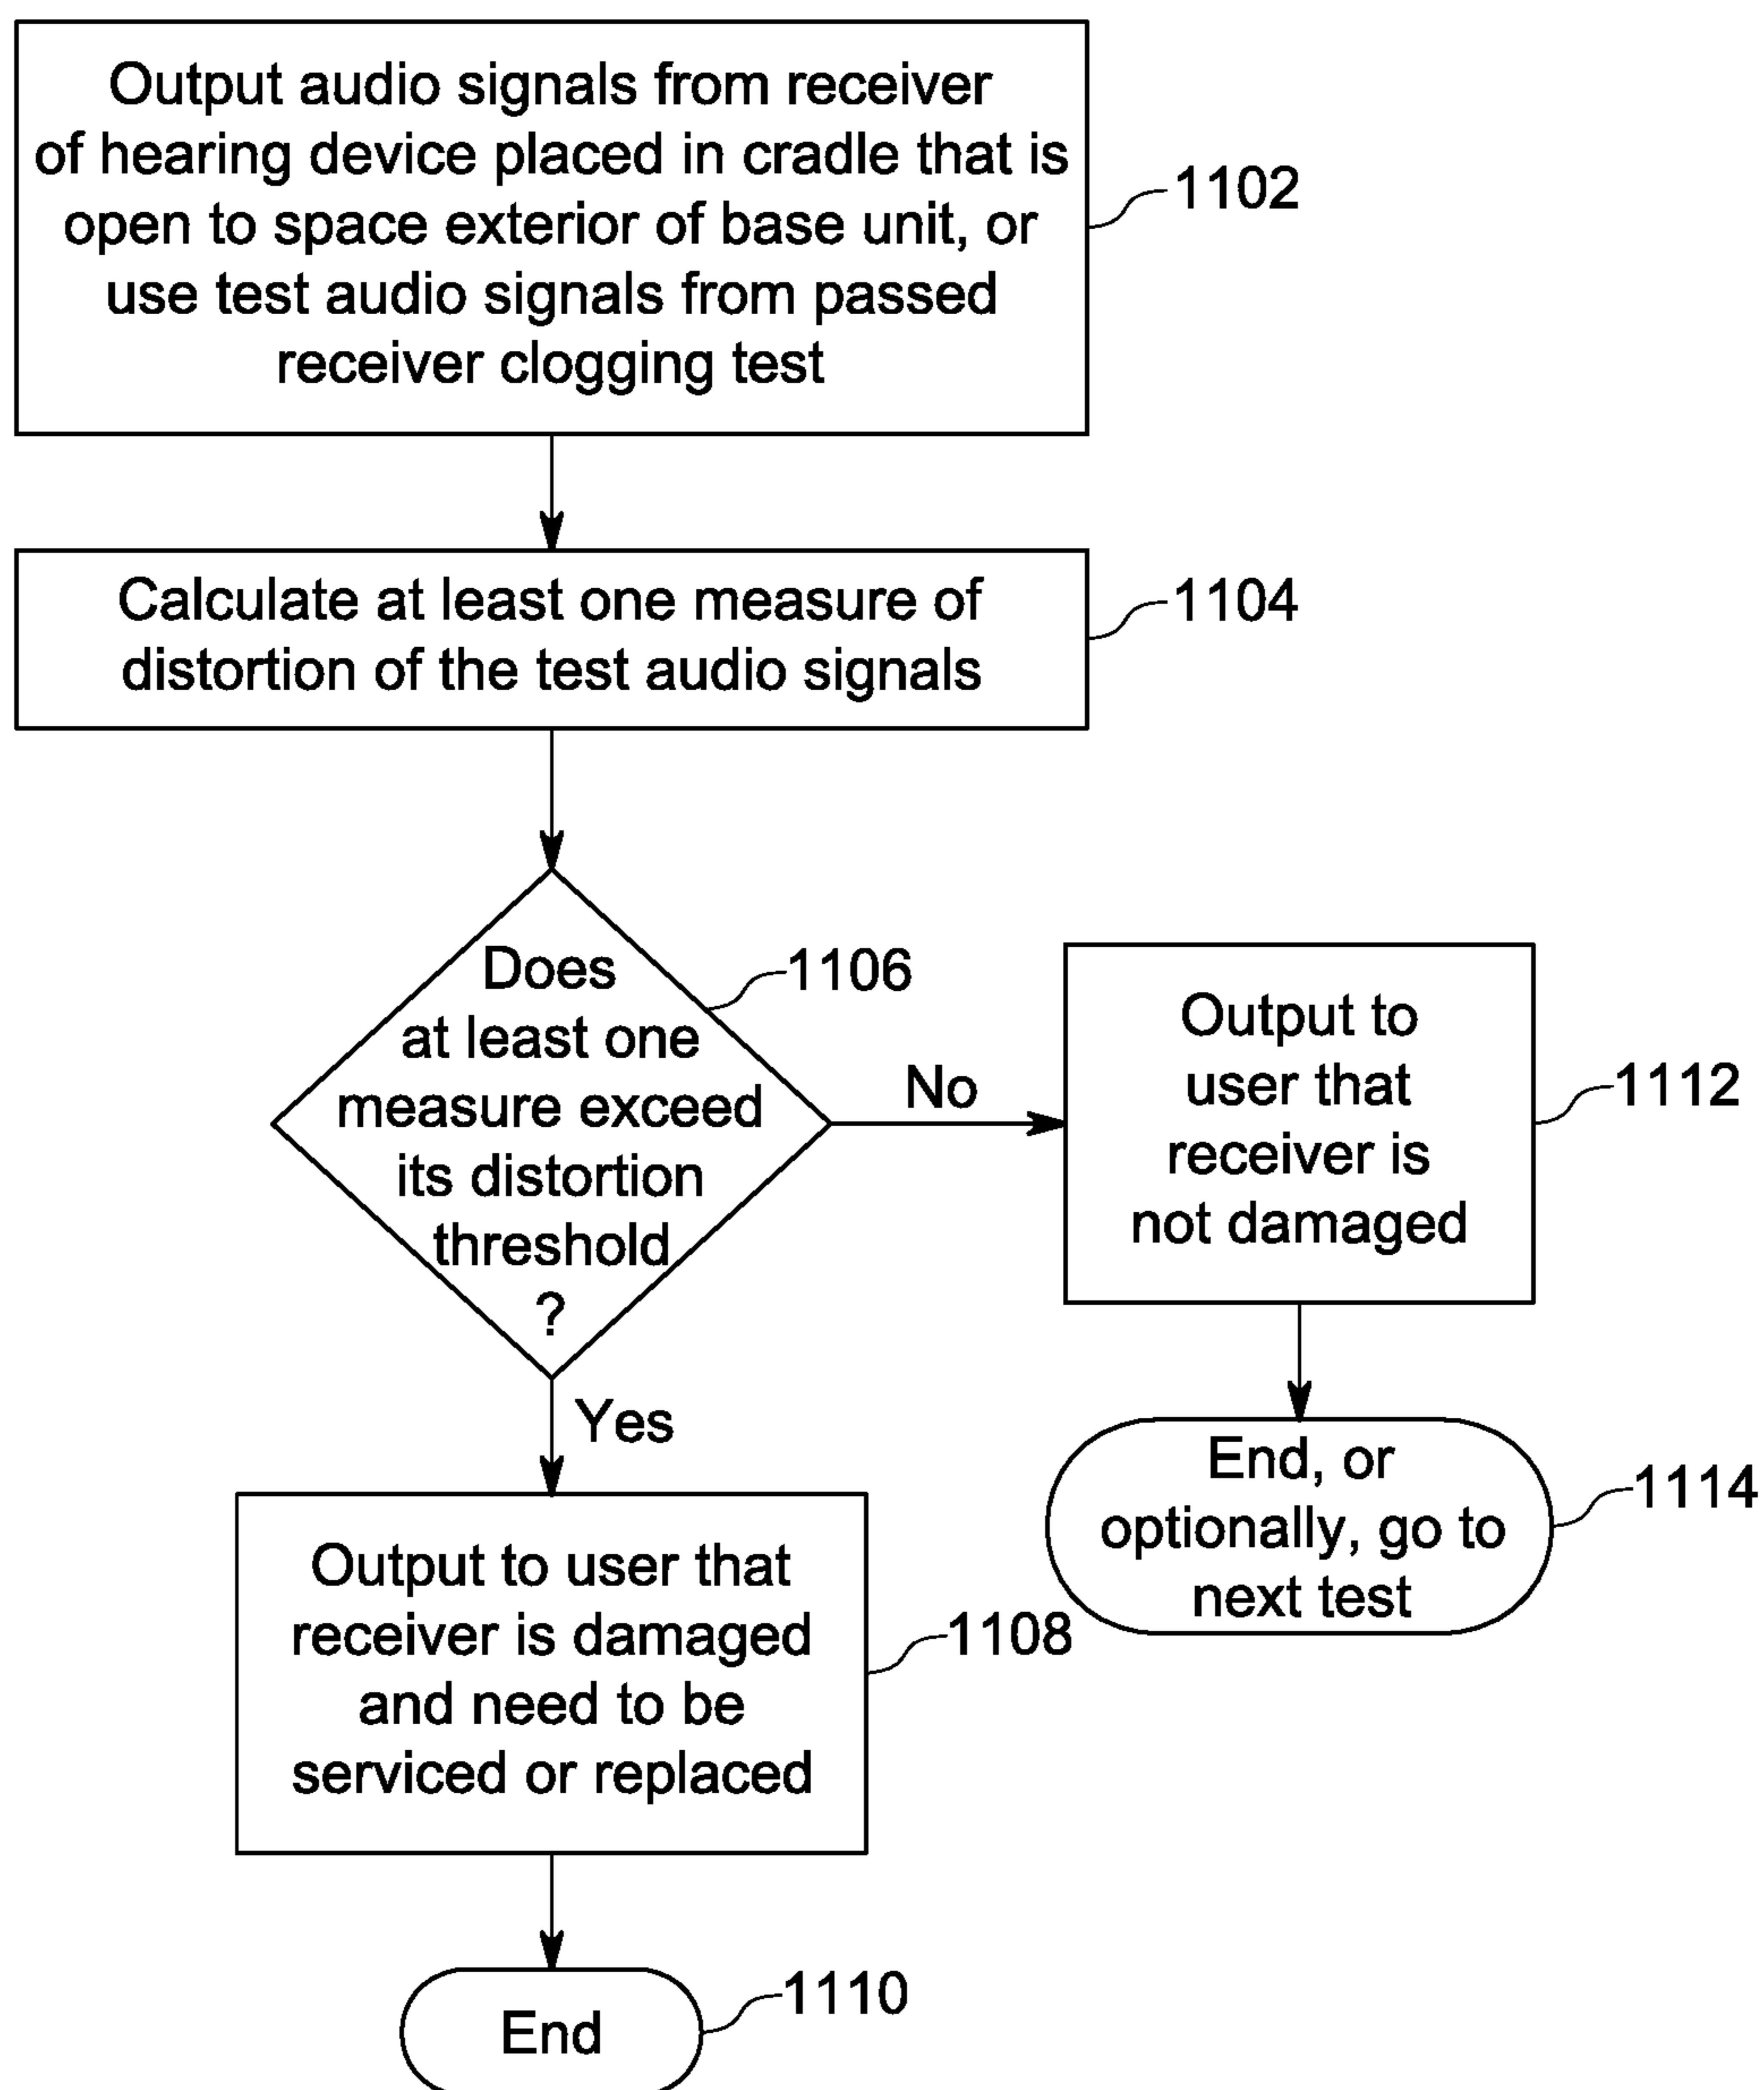 Output audio signals from receiver
of hearing device placed in cradle that is
open to space exterior of base unit, or
use test audio signals from passed
receiver clogging test
1102
Calculate at least one measure of
distortion of the test audio signals
1104
Does
at least one
measure exceed
its distortion
threshold
?
1106
No
Output to
user that
receiver is
not damaged
1112
Yes
End, or
optionally, go to
next test
1114
Output to user that
receiver is damaged
and need to be
serviced or replaced
1108
End
1110